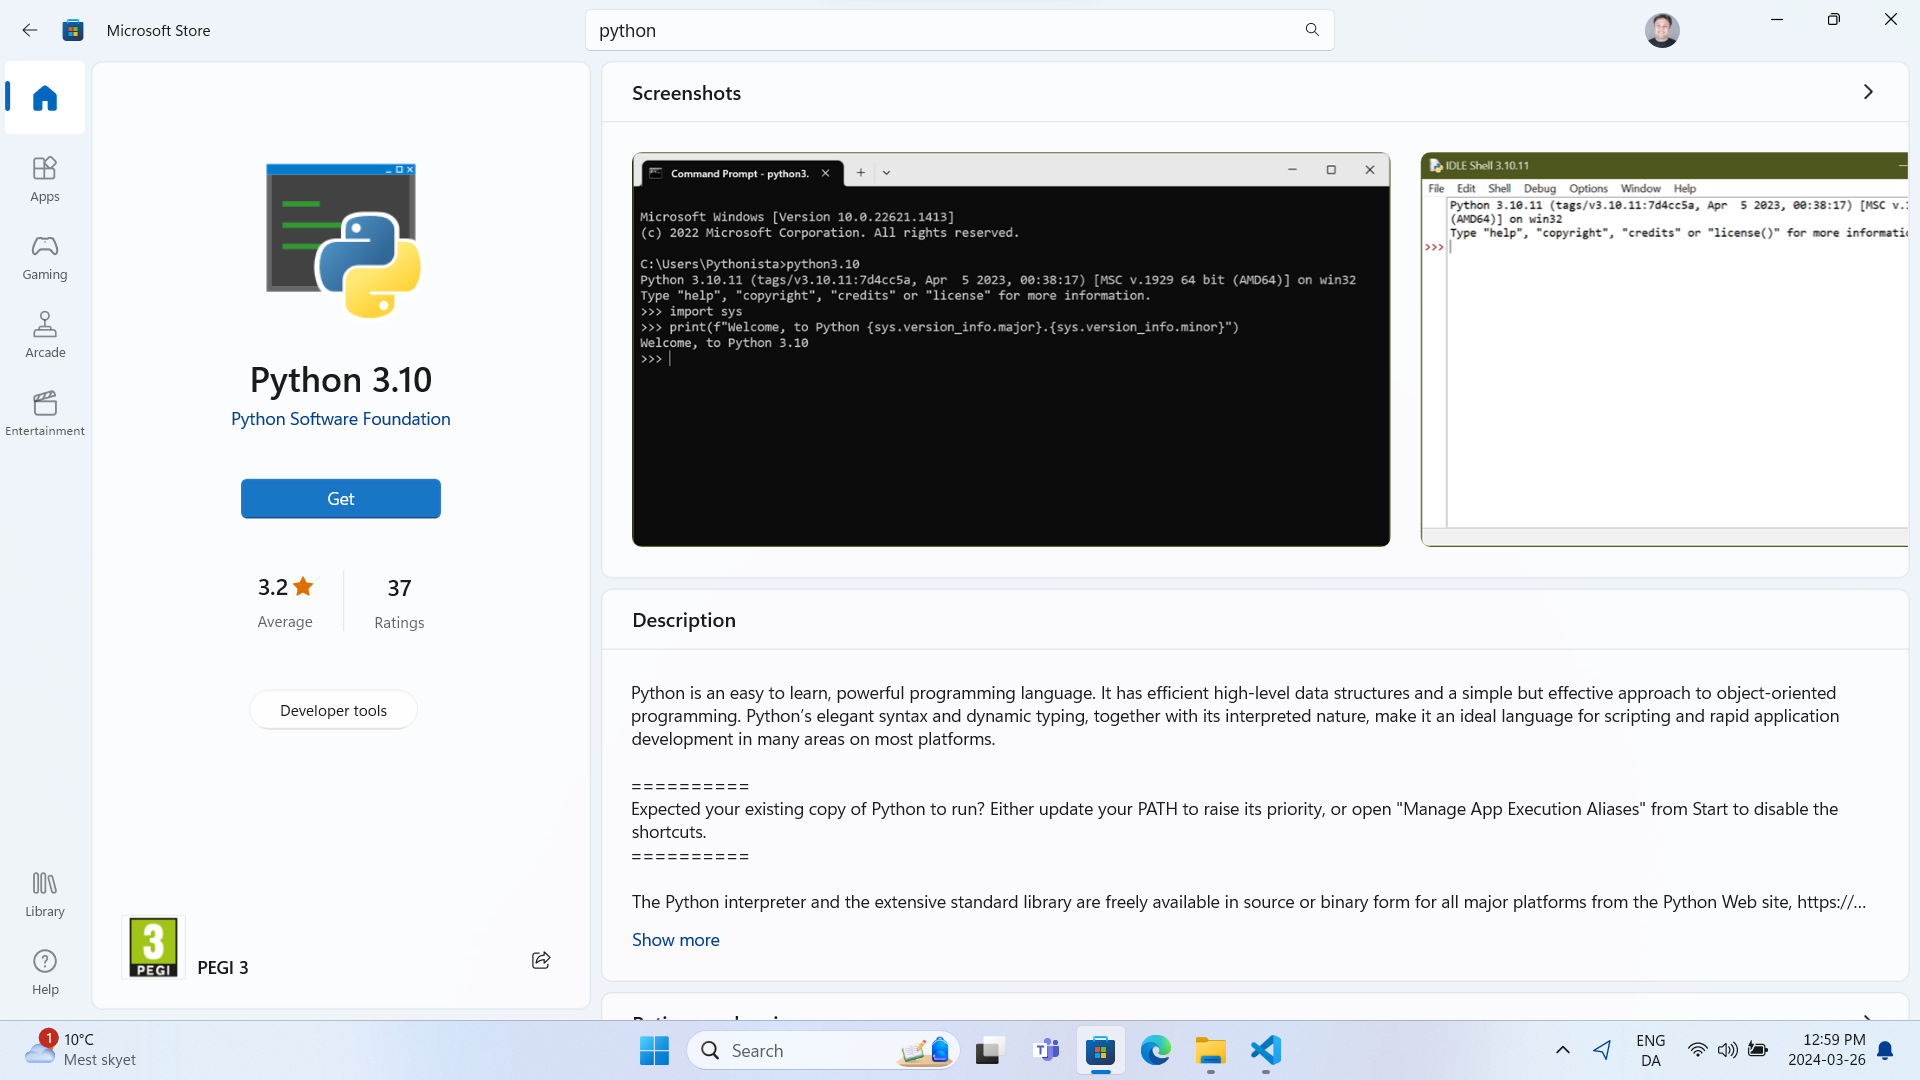 Microsoft Store
python
Apps
Gaming
Arcade
Entertainment
Library
Help
Python 3.10
Python Software Foundation
Get
3.2
Average
37
Ratings
Developer tools
3
PEGI
PEGI 3
Screenshots
Command Prompt - python3.
Microsoft Windows [Version 10.0.22621.1413]
(c) 2022 Microsoft Corporation. All rights reserved.
C:\Users\Pythonista>python3.10
Python 3.10.11 (tags/v3.10.11:7d4cc5a, Apr  5 2023, 00:38:17) [MSC v.1929 64 bit (AMD64)] on win32
Type "help", "copyright", "credits" or "license" for more information.
>>> import sys
>>> print(f"Welcome, to Python {sys.version_info.major}.{sys.version_info.minor}")
Welcome, to Python 3.10
>>>
IDLE Shell 3.10.11
File Edit Shell Debug Options Window Help
Python 3.10.11 (tags/v3.10.11:7d4cc5a, Apr  5 2023, 00:38:17) [MSC v.
(AMD64)] on win32
Type "help", "copyright", "credits" or "license()" for more
>>>
Description
Python is an easy to learn, powerful programming language. It has efficient high-level data structures and a simple but effective approach to object-oriented
programming. Python’s elegant syntax and dynamic typing, together with its interpreted nature, make it an ideal language for scripting and rapid application
development in many areas on most platforms.
==========
Expected your existing copy of Python to run? Either update your PATH to raise its priority, or open "Manage App Execution Aliases" from Start to disable the
shortcuts.
==========
The Python interpreter and the extensive standard library are freely available in source or binary form for all major platforms from the Python Web site, https://...
Show more
1
10°C
Mest skyet
Search
ENG
DA
12:59 PM
2024-03-26